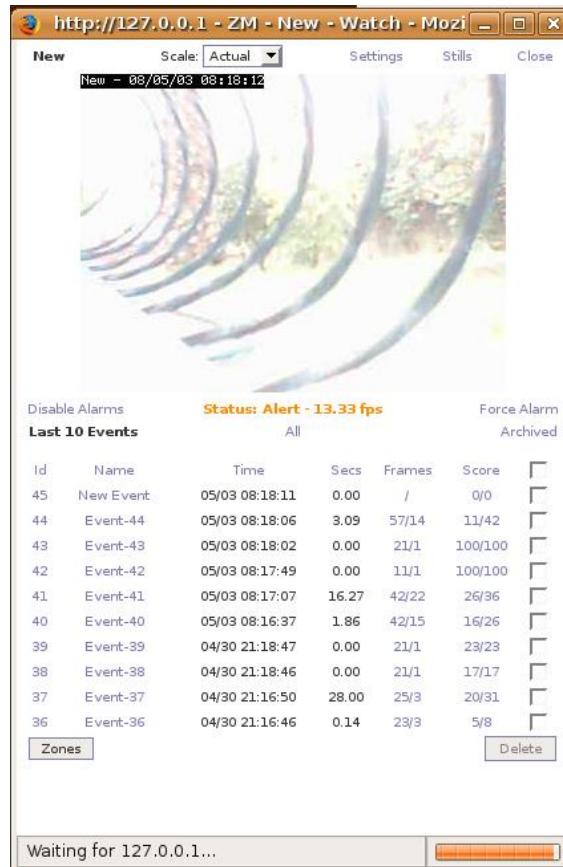 http://127.0.0.1 - ZM - New - Watch - Mozi
New Scale: Actual Settings Stills Close
New - 08/05/03 08:18:12
Disable Alarms Status: Alert - 13.33 fps Force Alarm
Last 10 Events All Archived
Id Name Time Secs Frames Score
45 New Event 05/03 08:18:11 0.00 / 0/0
44 Event-44 05/03 08:18:06 3.09 57/14 11/42
43 Event-43 05/03 08:18:02 0.00 21/1 100/100
42 Event-42 05/03 08:17:49 0.00 11/1 100/100
41 Event-41 05/03 08:17:07 16.27 42/22 26/36
40 Event-40 05/03 08:16:37 1.86 42/15 16/26
39 Event-39 04/30 21:18:47 0.00 21/1 23/23
38 Event-38 04/30 21:18:46 0.00 21/1 17/17
37 Event-37 04/30 21:16:50 28.00 25/3 20/31
36 Event-36 04/30 21:16:46 0.14 23/3 5/8
Zones Delete
Waiting for 127.0.0.1...